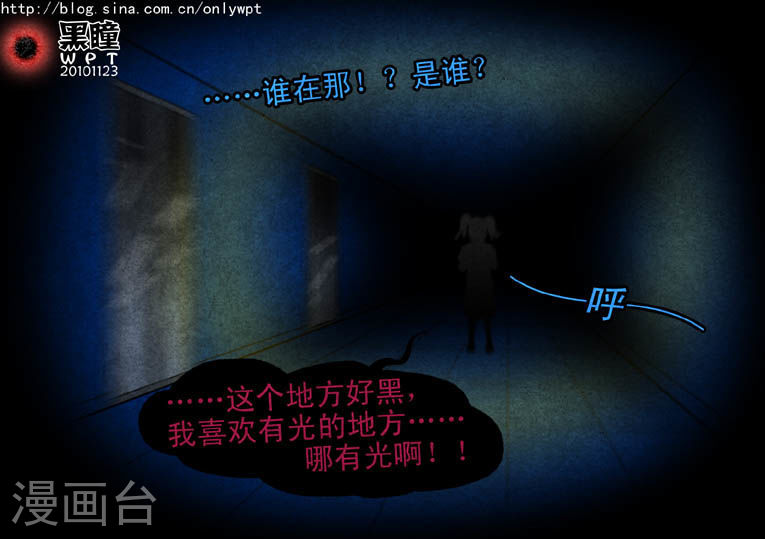 http://blog.sina.com.cn/onlywpt
黑瞳
WPT
20101123
……谁在那！？是谁？
呼
……这个地方好黑，
我喜欢有光的地方……
哪有光啊！！
漫画台